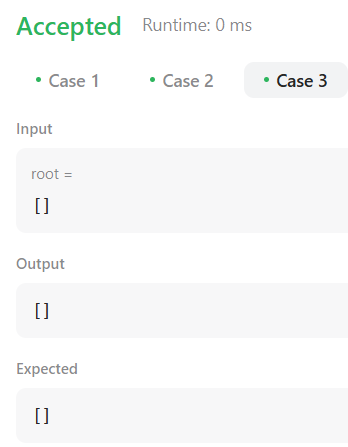 Accepted Runtime: 0 ms
• Case 1 • Case 2 • Case 3
Input
root =
[]
Output
[]
Expected
[]